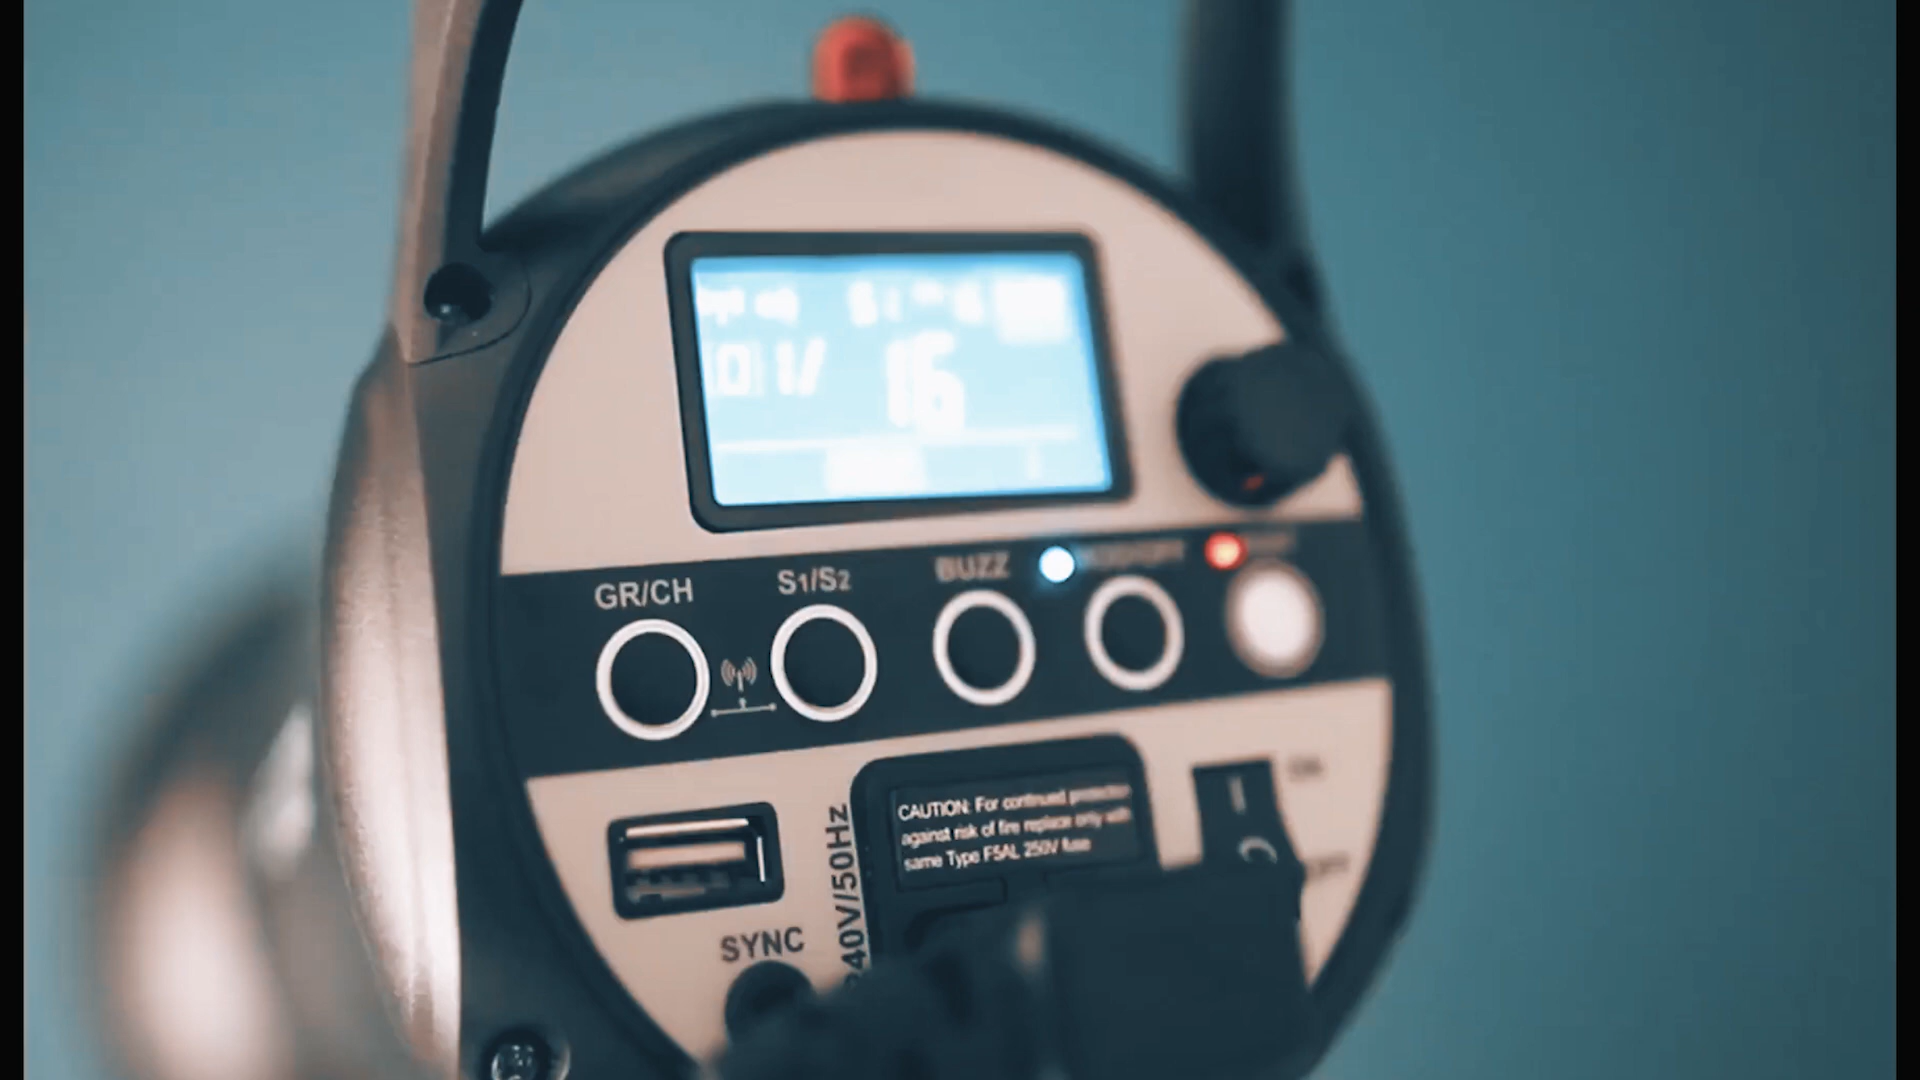 1/ 16
GR/CH
S1/S2
BUZZ
CAUTION: For continued protection
against risk of fire replace only with
same Type F5AL 250V fuse
240V/50Hz
SYNC